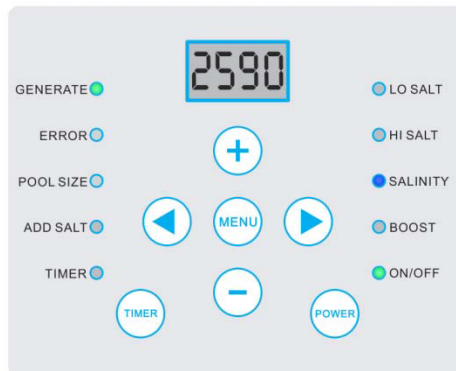 2590
GENERATE
LO SALT
ERROR
HI SALT
+
POOL SIZE
SALINITY
ADD SALT
MENU
BOOST
TIMER
ON/OFF
−
TIMER
POWER